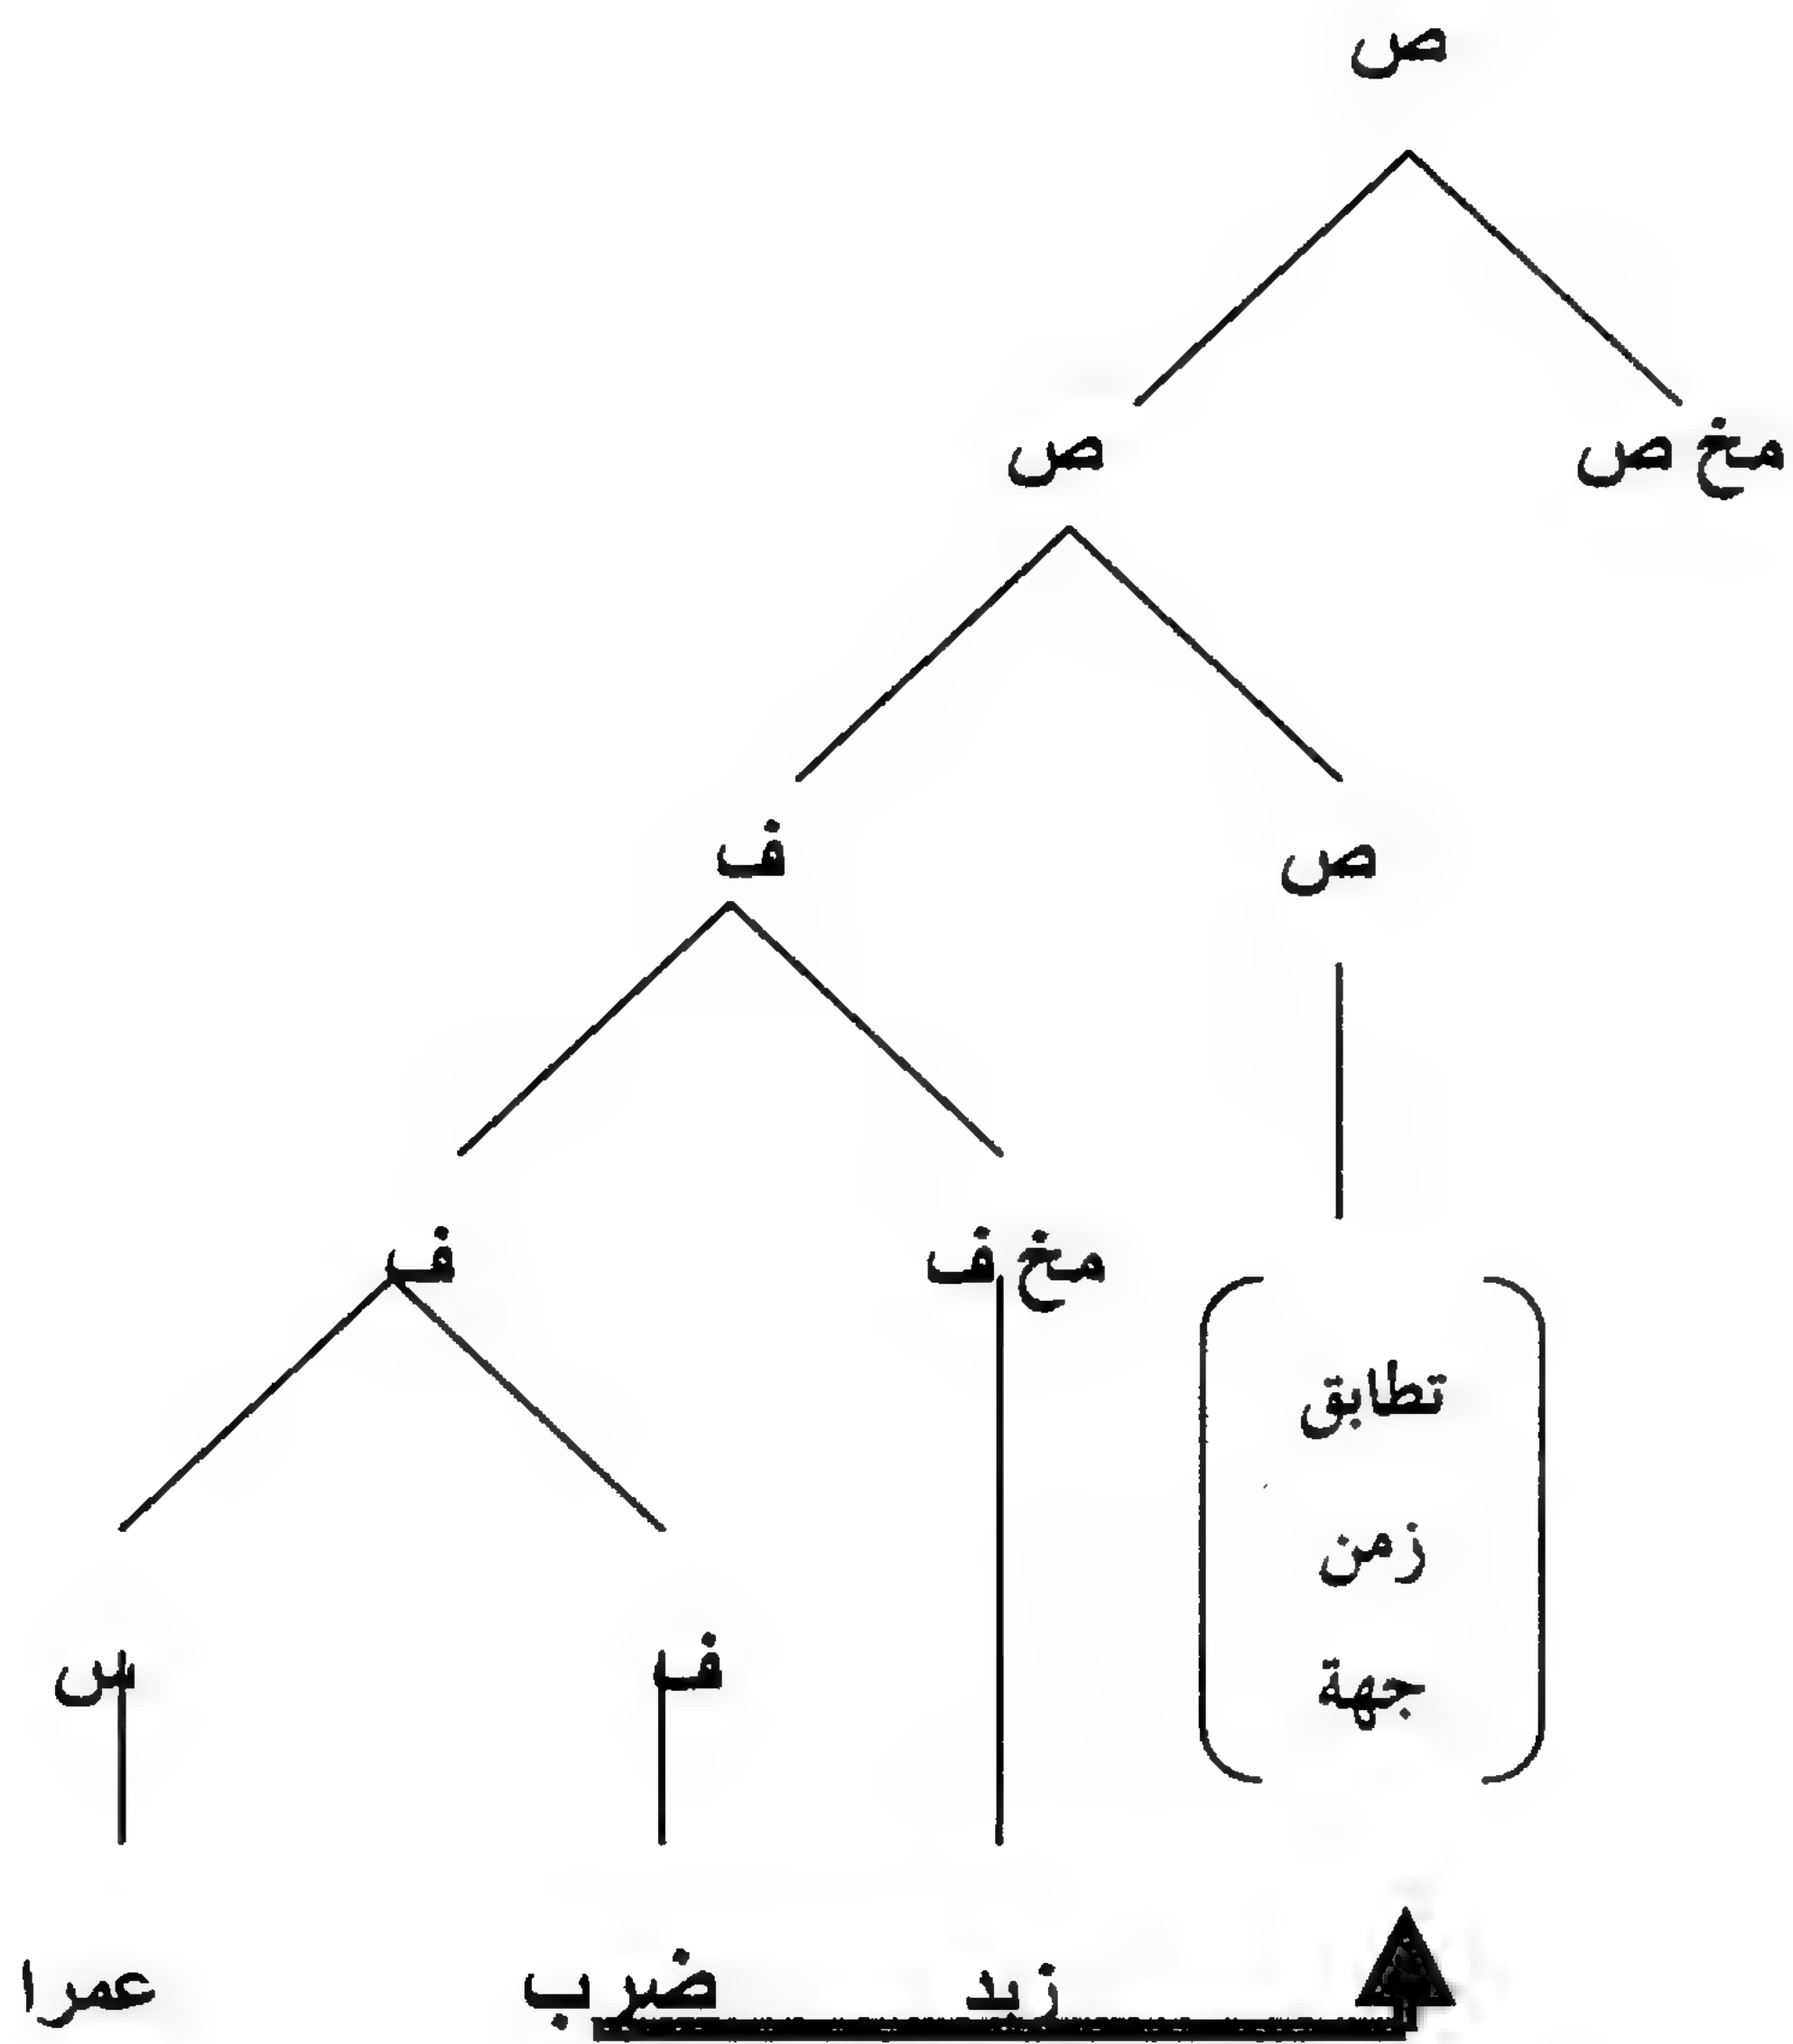 ص
مخ ص ص
ص ف
مخ ف ف
تطابق
زمن
ف س
جهة
زيد ضرب عمرا